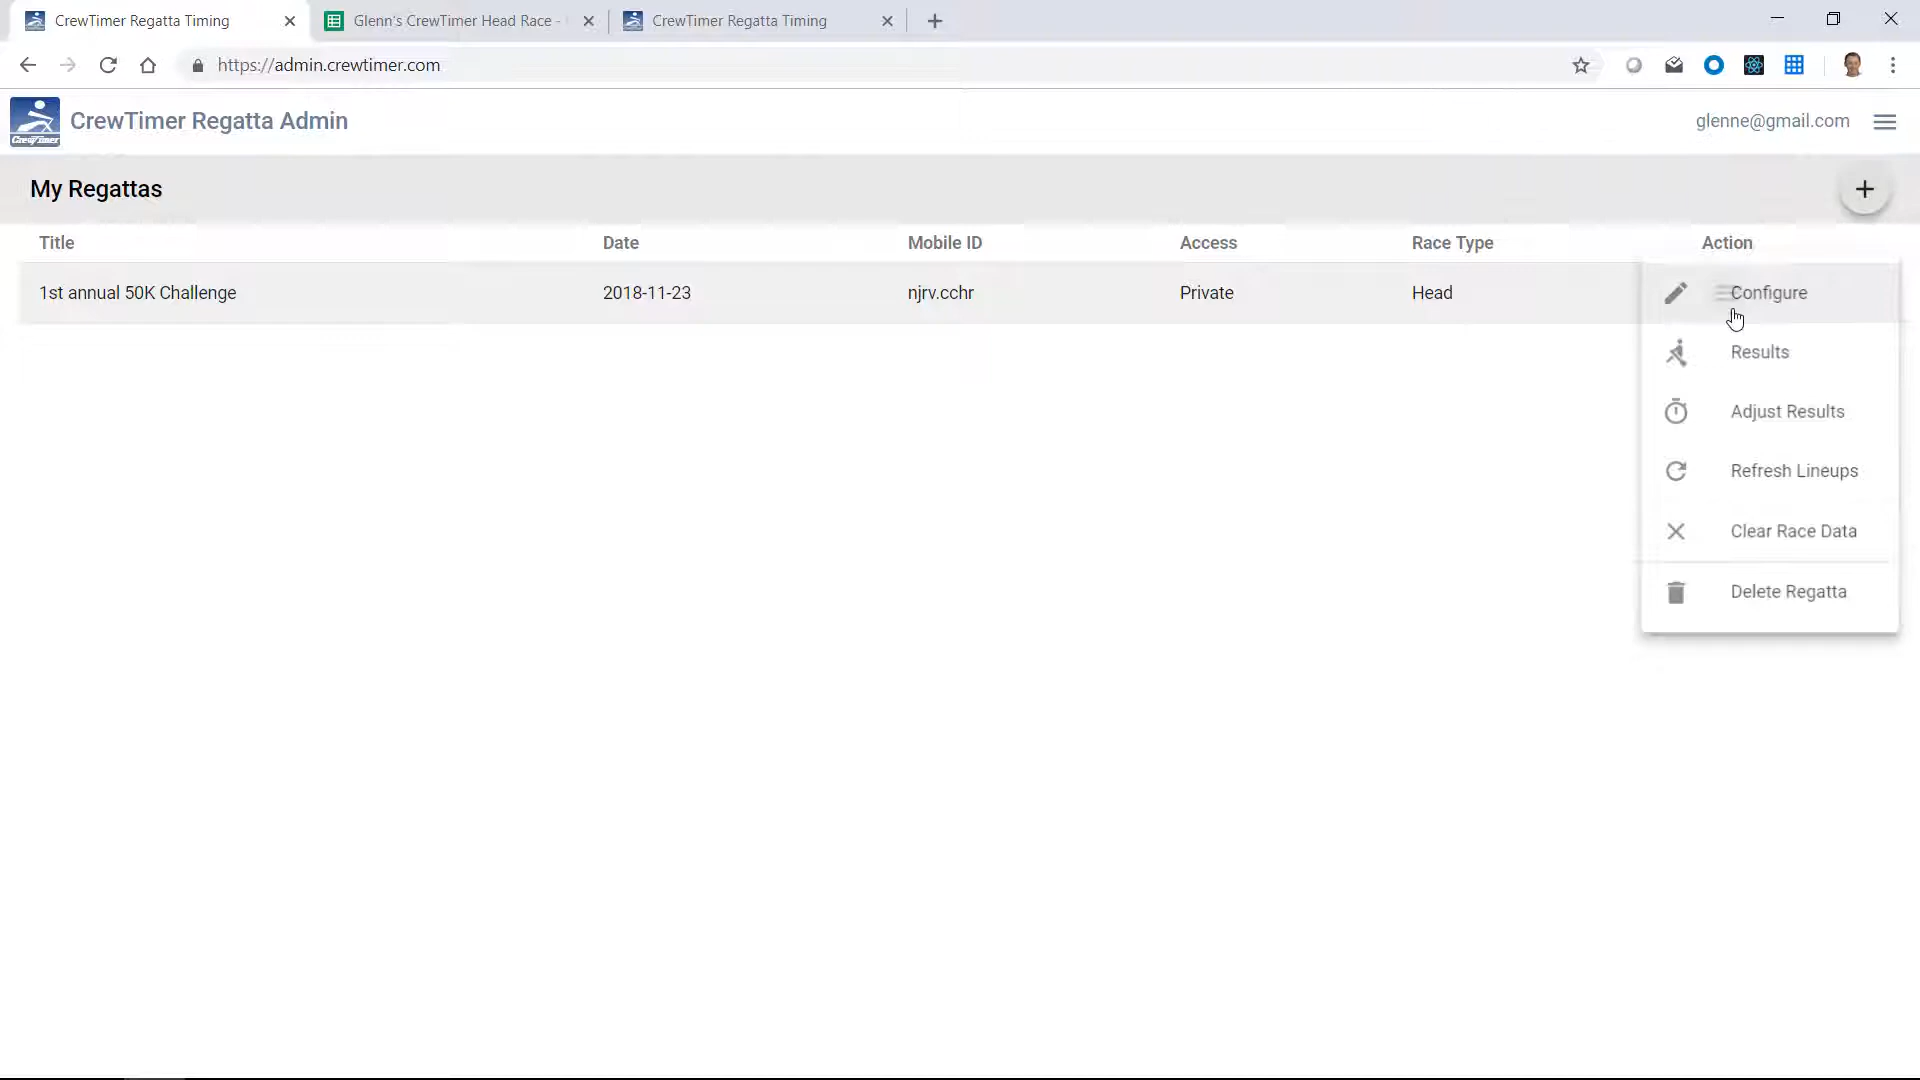 CrewTimer Regatta Timing
Glenn's CrewTimer Head Race -
CrewTimer Regatta Timing
https://admin.crewtimer.com
CrewTimer
CrewTimer Regatta Admin
glenne@gmail.com
My Regattas
Title Date Mobile ID Access Race Type Action
1st annual 50K Challenge 2018-11-23 njrv.cchr Private Head
Configure
Results
Adjust Results
Refresh Lineups
Clear Race Data
Delete Regatta